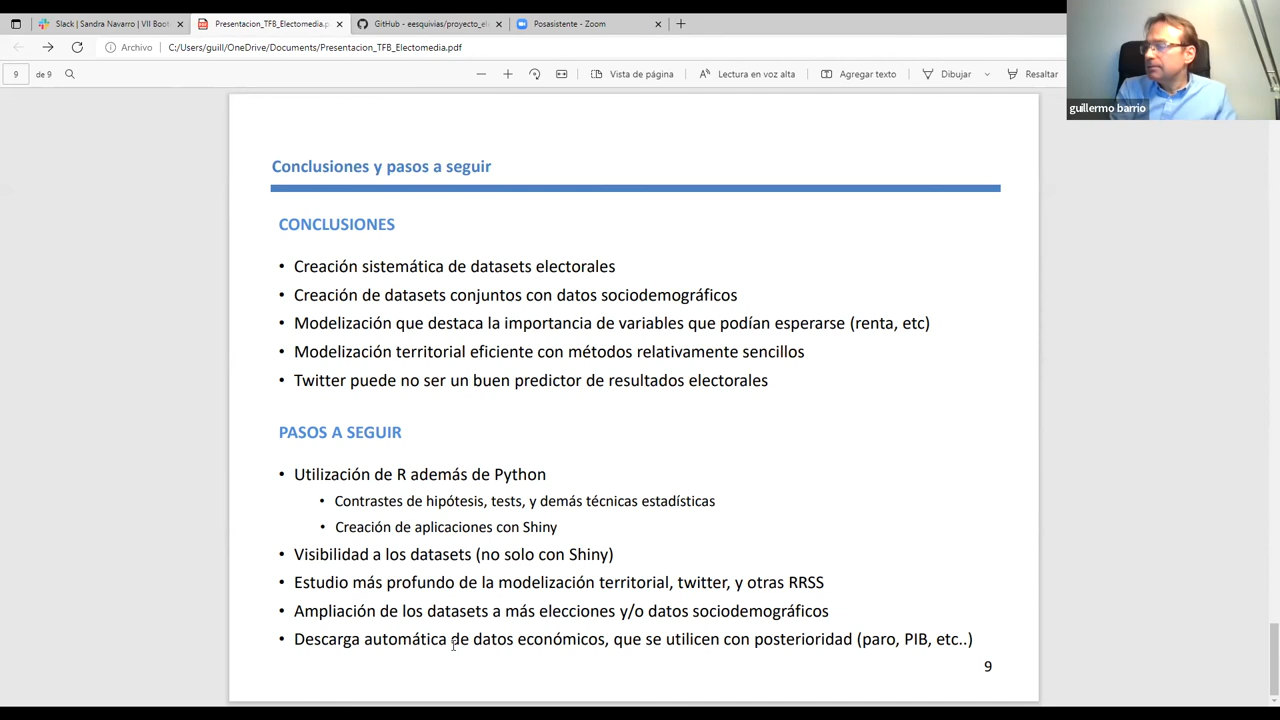 Slack | Sandra Navarro | VII Boot
Presentacion_TFB_Electomedia.p
GitHub - eesquivias/proyecto_el
Posasistente - Zoom
Archivo
C:/Users/guill/OneDrive/Documents/Presentacion_TFB_Electomedia.pdf
9
de 9
Vista de página
Lectura en voz alta
Agregar texto
Dibujar
Resaltar
guillermo barrio
Conclusiones y pasos a seguir
CONCLUSIONES
• Creación sistemática de datasets electorales
• Creación de datasets conjuntos con datos sociodemográficos
• Modelización que destaca la importancia de variables que podían esperarse (renta, etc)
• Modelización territorial eficiente con métodos relativamente sencillos
• Twitter puede no ser un buen predictor de resultados electorales
PASOS A SEGUIR
• Utilización de R además de Python
• Contrastes de hipótesis, tests, y demás técnicas estadísticas
• Creación de aplicaciones con Shiny
• Visibilidad a los datasets (no solo con Shiny)
• Estudio más profundo de la modelización territorial, twitter, y otras RRSS
• Ampliación de los datasets a más elecciones y/o datos sociodemográficos
• Descarga automática de datos económicos, que se utilicen con posterioridad (paro, PIB, etc..)
9